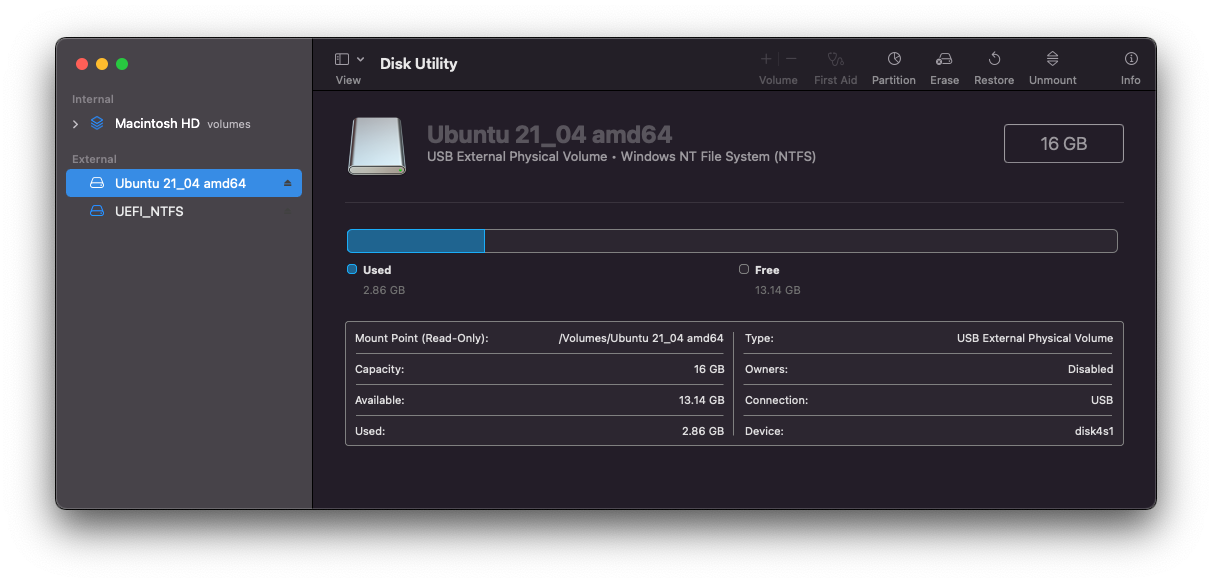 View
Disk Utility
Volume
First Aid
Partition
Erase
Restore
Unmount
Info
Internal
Macintosh HD volumes
External
Ubuntu 21_04 amd64
UEFI_NTFS
Ubuntu 21_04 amd64
USB External Physical Volume • Windows NT File System (NTFS)
16 GB
Used
2.86 GB
Free
13.14 GB
Mount Point (Read-Only): /Volumes/Ubuntu 21_04 amd64
Capacity: 16 GB
Available: 13.14 GB
Used: 2.86 GB
Type: USB External Physical Volume
Owners: Disabled
Connection: USB
Device: disk4s1